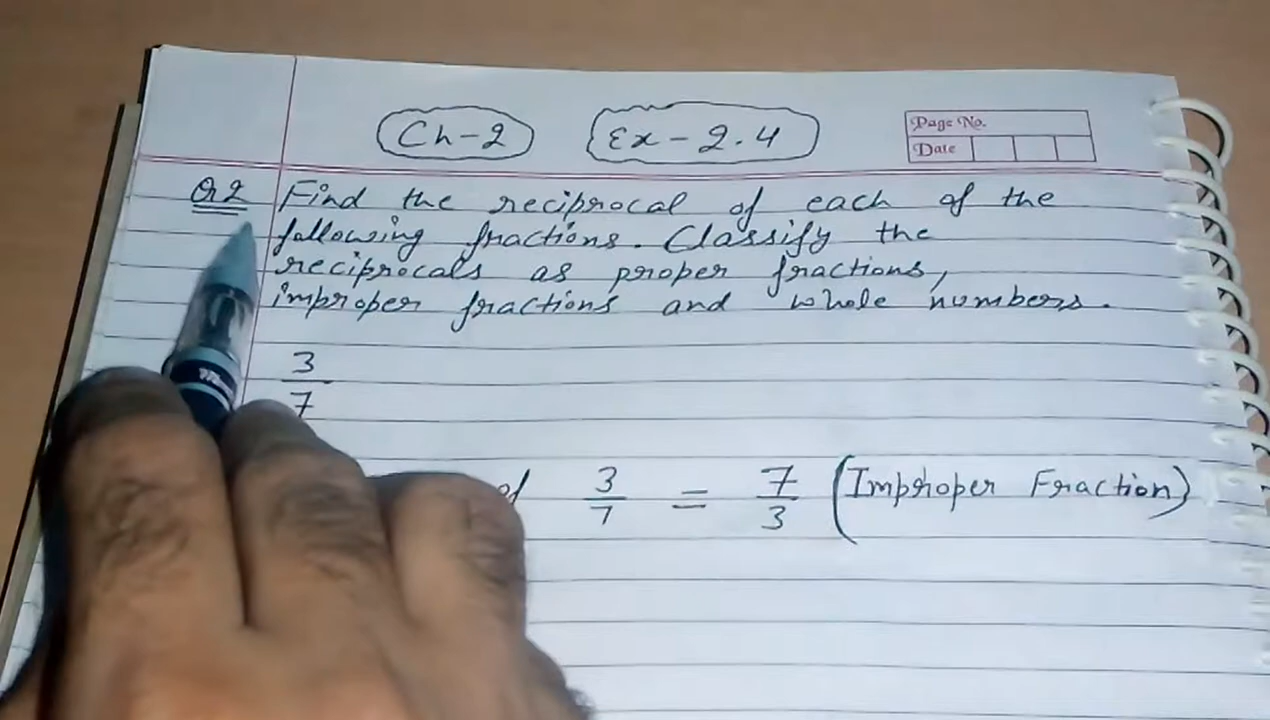 Ch-2 Ex-2.4
Page No.
Date
Q2 Find the reciprocal of each of the
following fractions. Classify the
reciprocals as proper fractions,
improper fractions and whole numbers.
3
7
of 3/7 = 7/3 (Improper Fraction)